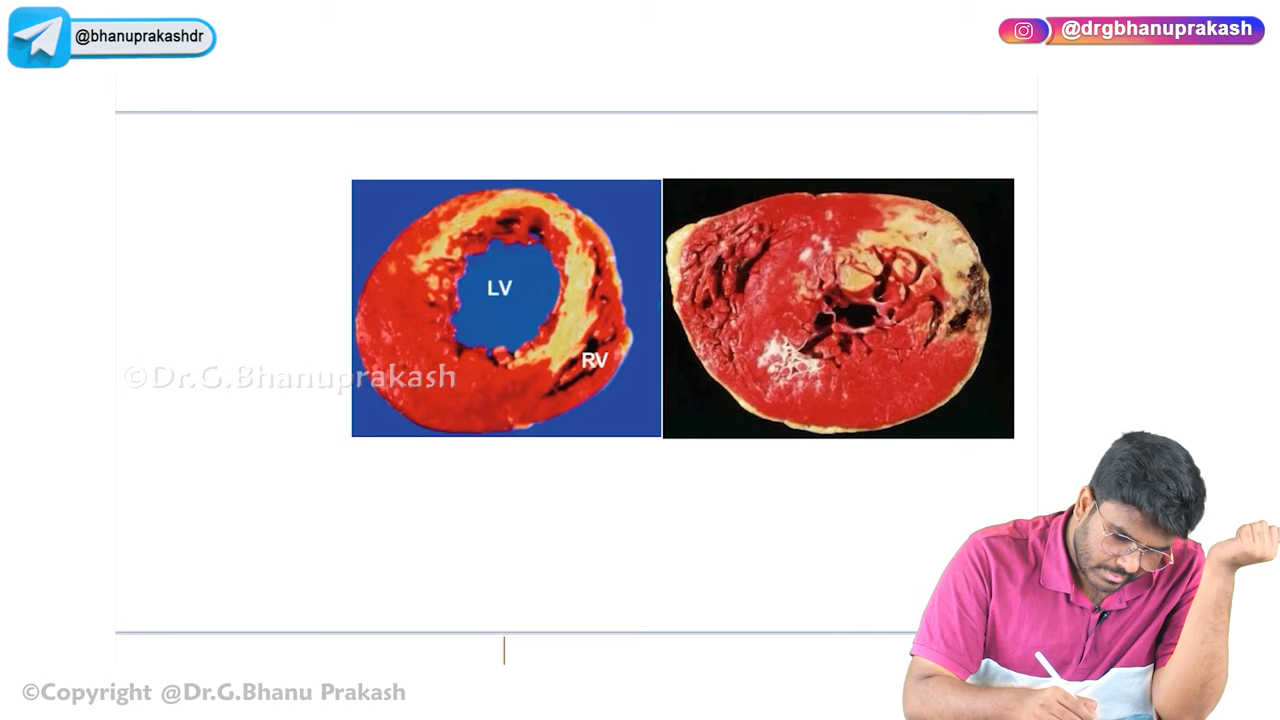 @bhanuprakashdr
@drgbhanuprakash
LV
RV
©Dr.G.Bhanuprakash
©Copyright @Dr.G.Bhanu Prakash